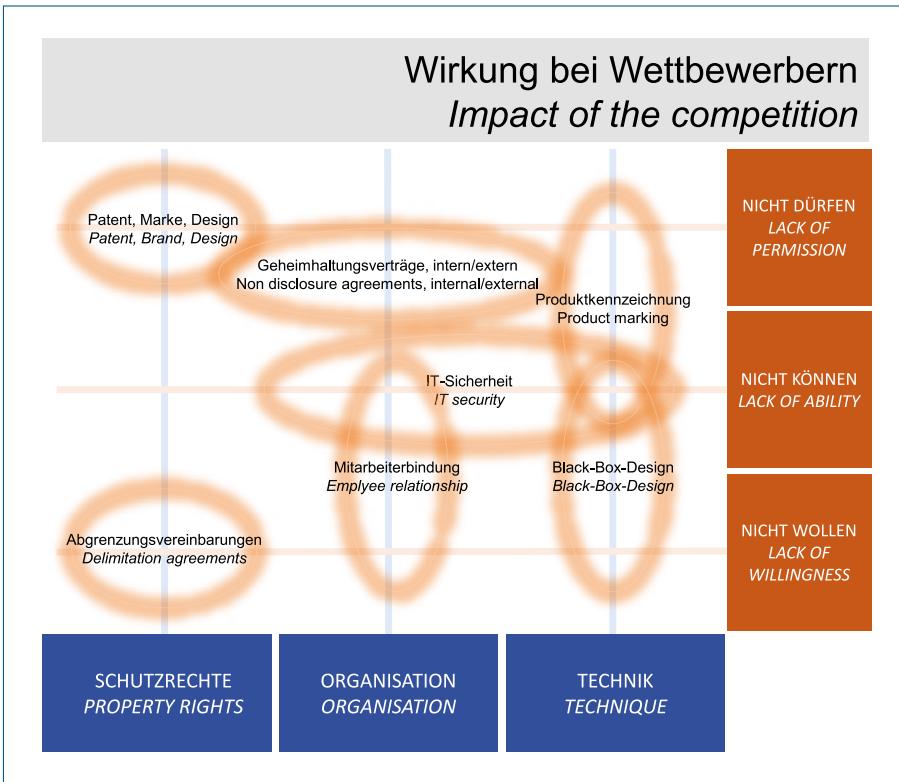 Wirkung bei Wettbewerbern
Impact of the competition
Patent, Marke, Design
Patent, Brand, Design
Geheimhaltungsverträge, intern/extern
Non disclosure agreements, internal/external
Produktkennzeichnung
Product marking
IT-Sicherheit
IT security
Mitarbeiterbindung
Emplyee relationship
Black-Box-Design
Black-Box-Design
Abgrenzungsvereinbarungen
Delimitation agreements
NICHT DÜRFEN
LACK OF
PERMISSION
NICHT KÖNNEN
LACK OF ABILITY
NICHT WOLLEN
LACK OF
WILLINGNESS
SCHUTZRECHTE
PROPERTY RIGHTS
ORGANISATION
ORGANISATION
TECHNIK
TECHNIQUE